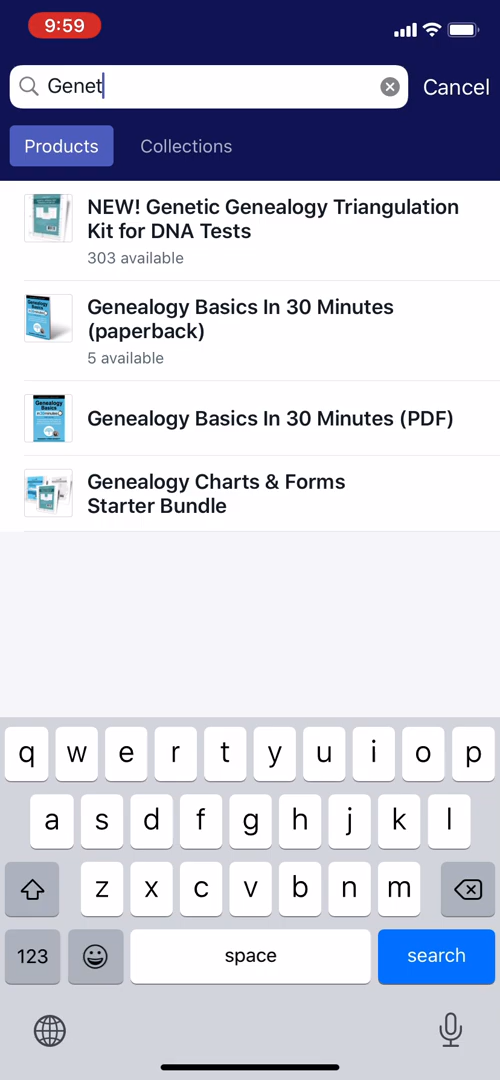 9:59
Genet
Cancel
Products
Collections
NEW! Genetic Genealogy Triangulation
Kit for DNA Tests
303 available
Genealogy Basics In 30 Minutes
(paperback)
5 available
Genealogy Basics In 30 Minutes (PDF)
Genealogy Charts & Forms
Starter Bundle
q w e r t y u i o p
a s d f g h j k l
z x c v b n m
123 space search